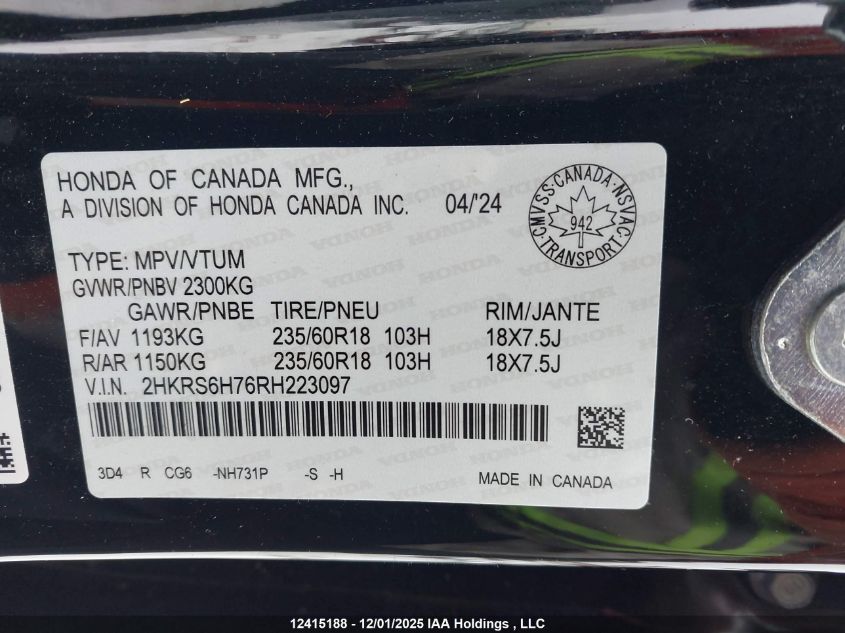 HONDA OF CANADA MFG.,
A DIVISION OF HONDA CANADA INC. 04/'24
CMVSS·CANADA·NSVAC·TRANSPORT·
942
TYPE: MPV/VTUM
GVWR/PNBV 2300KG
GAWR/PNBE TIRE/PNEU RIM/JANTE
F/AV 1193KG 235/60R18 103H 18X7.5J
R/AR 1150KG 235/60R18 103H 18X7.5J
V.I.N. 2HKRS6H76RH223097
3D4 R CG6 -NH731P -S -H MADE IN CANADA
12415188 - 12/01/2025 IAA Holdings , LLC